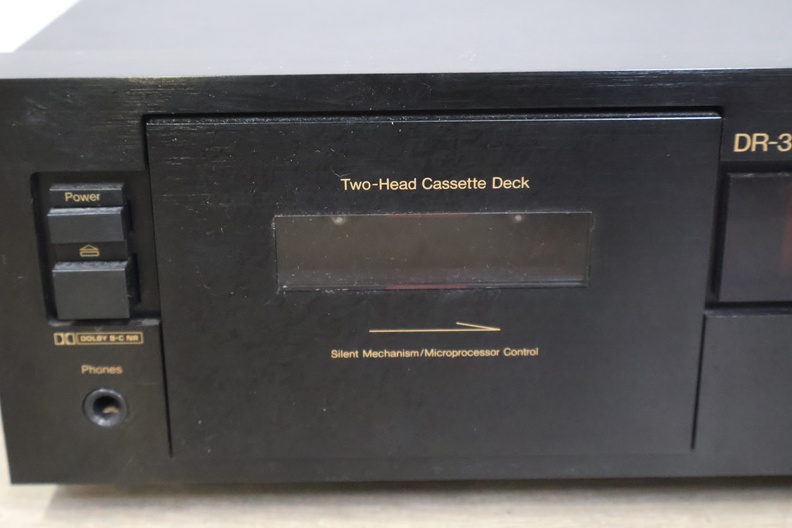 DR-3
Two-Head Cassette Deck
Power
DOLBY B-C NR
Silent Mechanism/Microprocessor Control
Phones